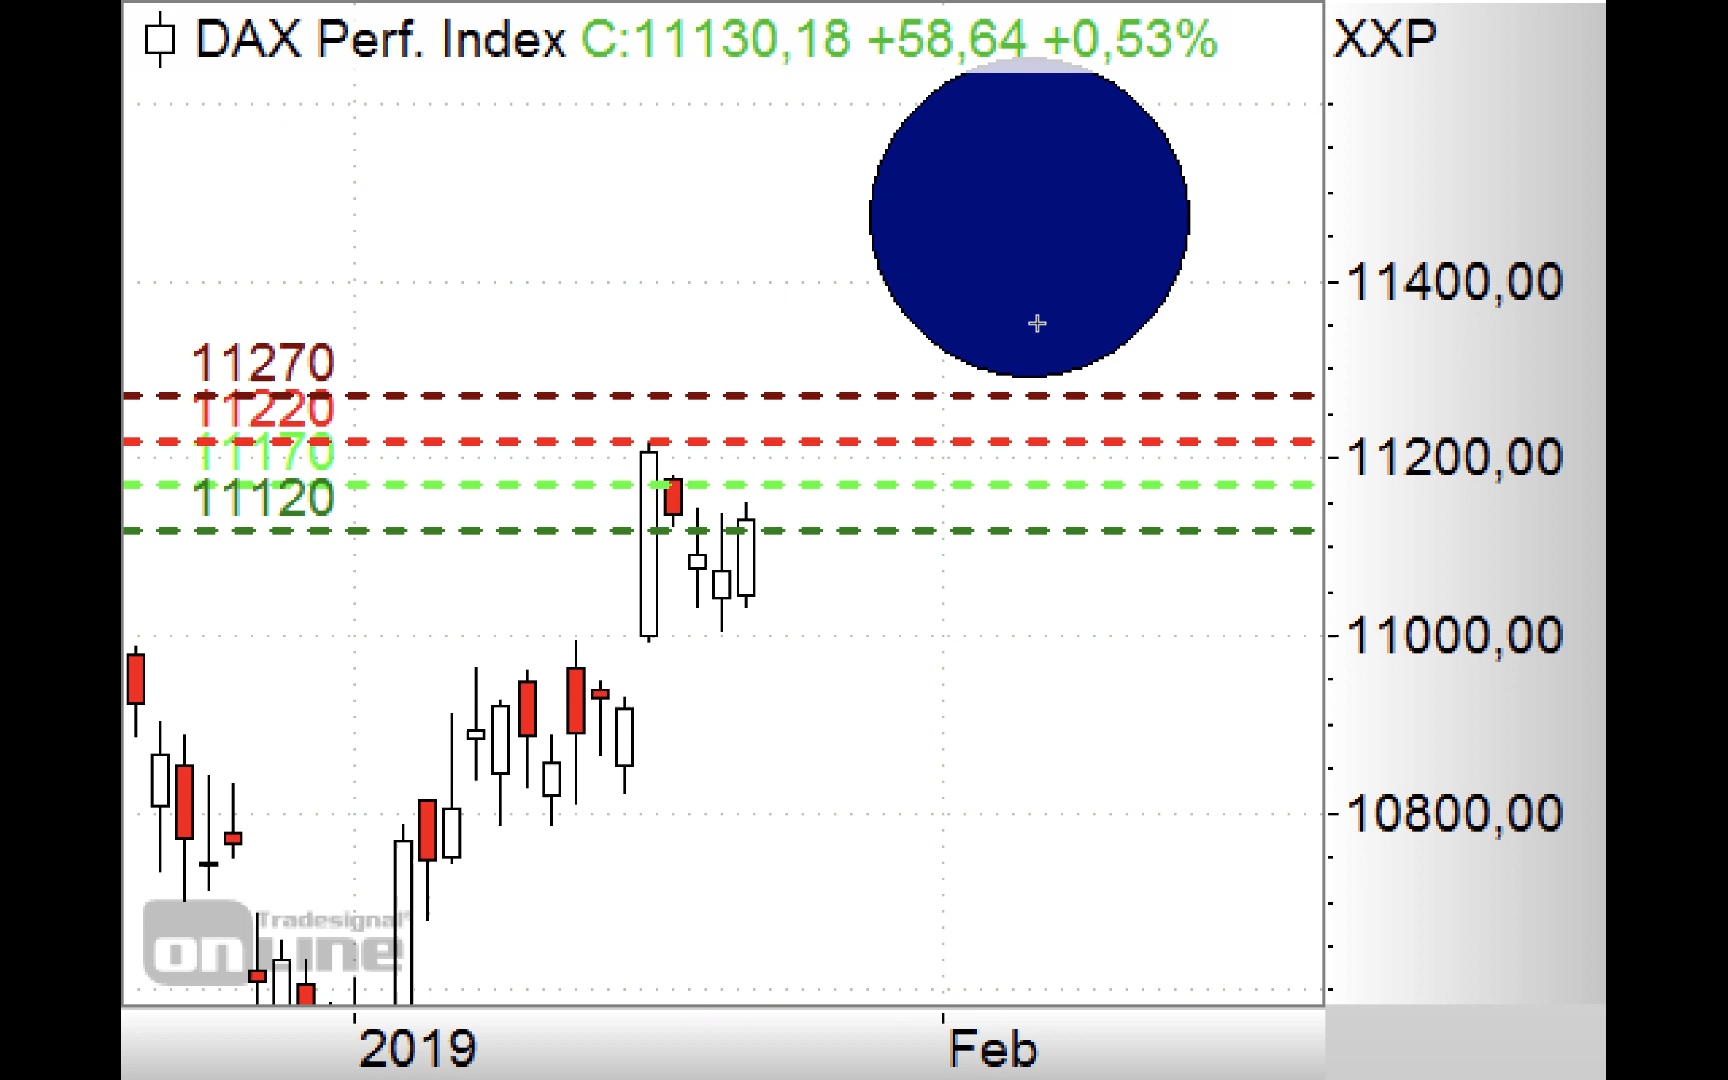 DAX Perf. Index C:11130,18 +58,64 +0,53%
XXP
11400,00
11270
11220
11170
11200,00
11120
11000,00
10800,00
Tradesignal®
online
2019
Feb